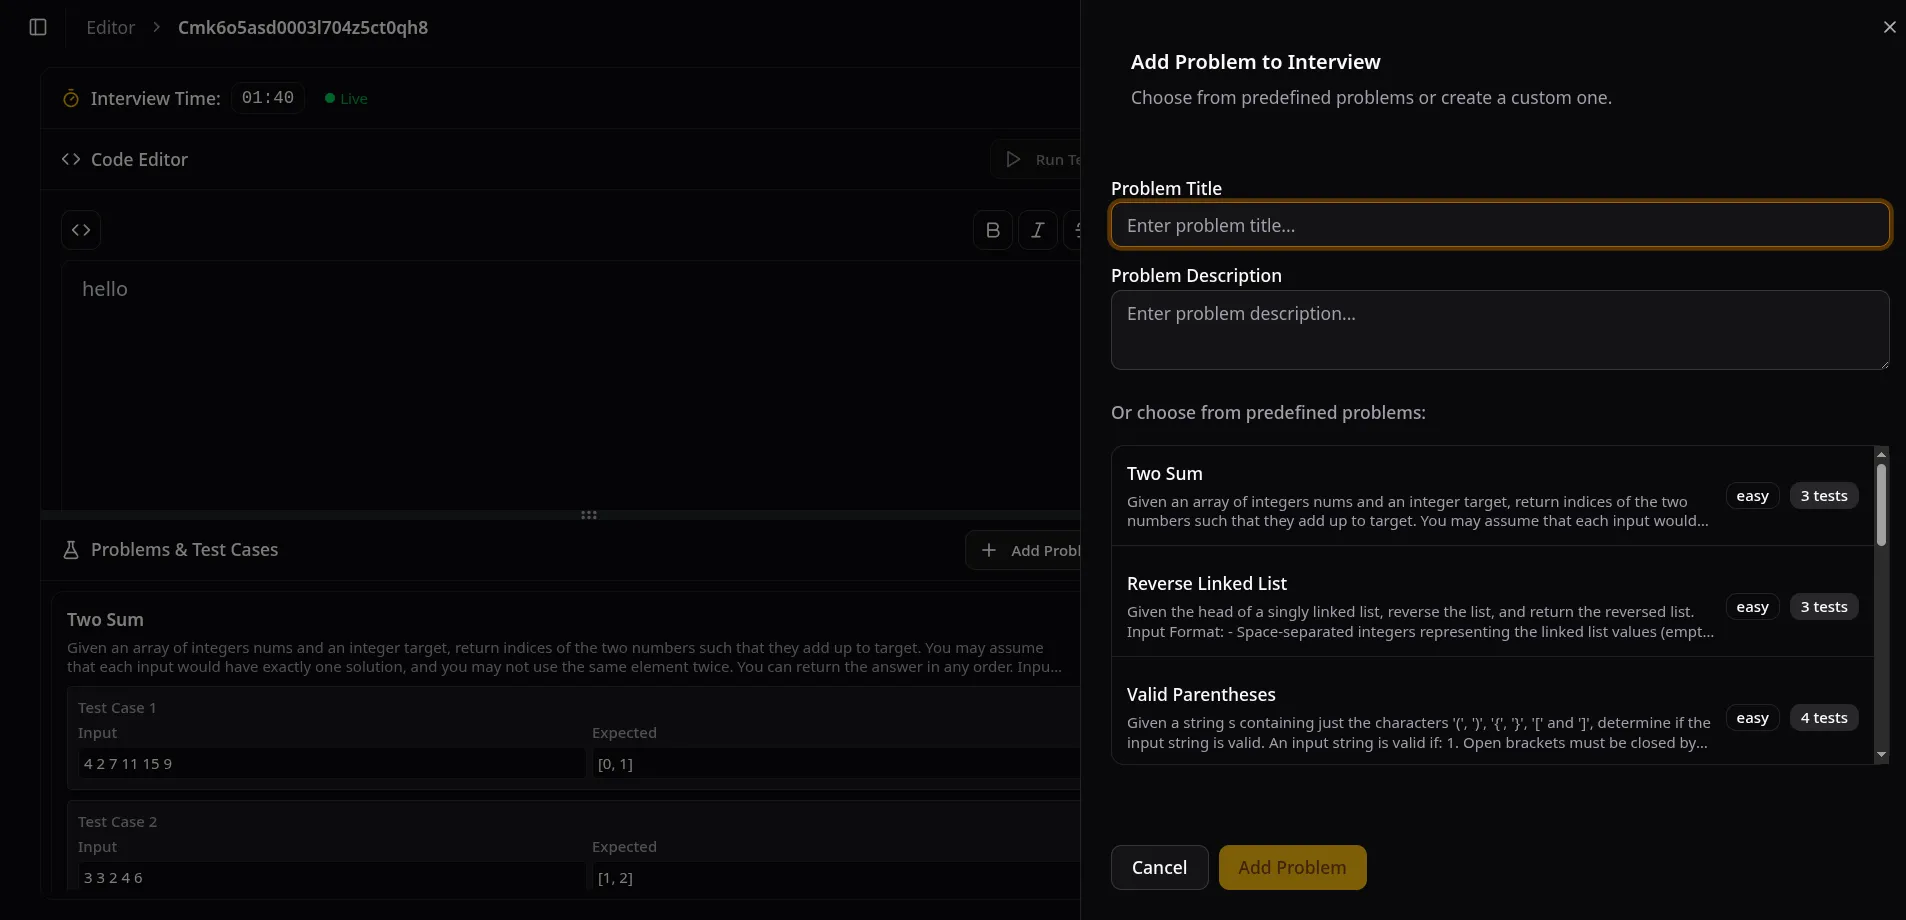 Editor > Cmk6o5asd0003l704z5ct0qh8
Interview Time: 01:40 Live
Code Editor
Run Te
B I S
hello
Problems & Test Cases
Add Probl
Two Sum
Given an array of integers nums and an integer target, return indices of the two numbers such that they add up to target. You may assume
that each input would have exactly one solution, and you may not use the same element twice. You can return the answer in any order. Inpu...
Test Case 1
Input Expected
4 2 7 11 15 9 [0, 1]
Test Case 2
Input Expected
3 3 2 4 6 [1, 2]
Add Problem to Interview
Choose from predefined problems or create a custom one.
Problem Title
Enter problem title...
Problem Description
Enter problem description...
Or choose from predefined problems:
Two Sum
Given an array of integers nums and an integer target, return indices of the two
numbers such that they add up to target. You may assume that each input would...
easy 3 tests
Reverse Linked List
Given the head of a singly linked list, reverse the list, and return the reversed list.
Input Format: - Space-separated integers representing the linked list values (empt...
easy 3 tests
Valid Parentheses
Given a string s containing just the characters '(', ')', '{', '}', '[' and ']', determine if the
input string is valid. An input string is valid if: 1. Open brackets must be closed by...
easy 4 tests
Cancel Add Problem